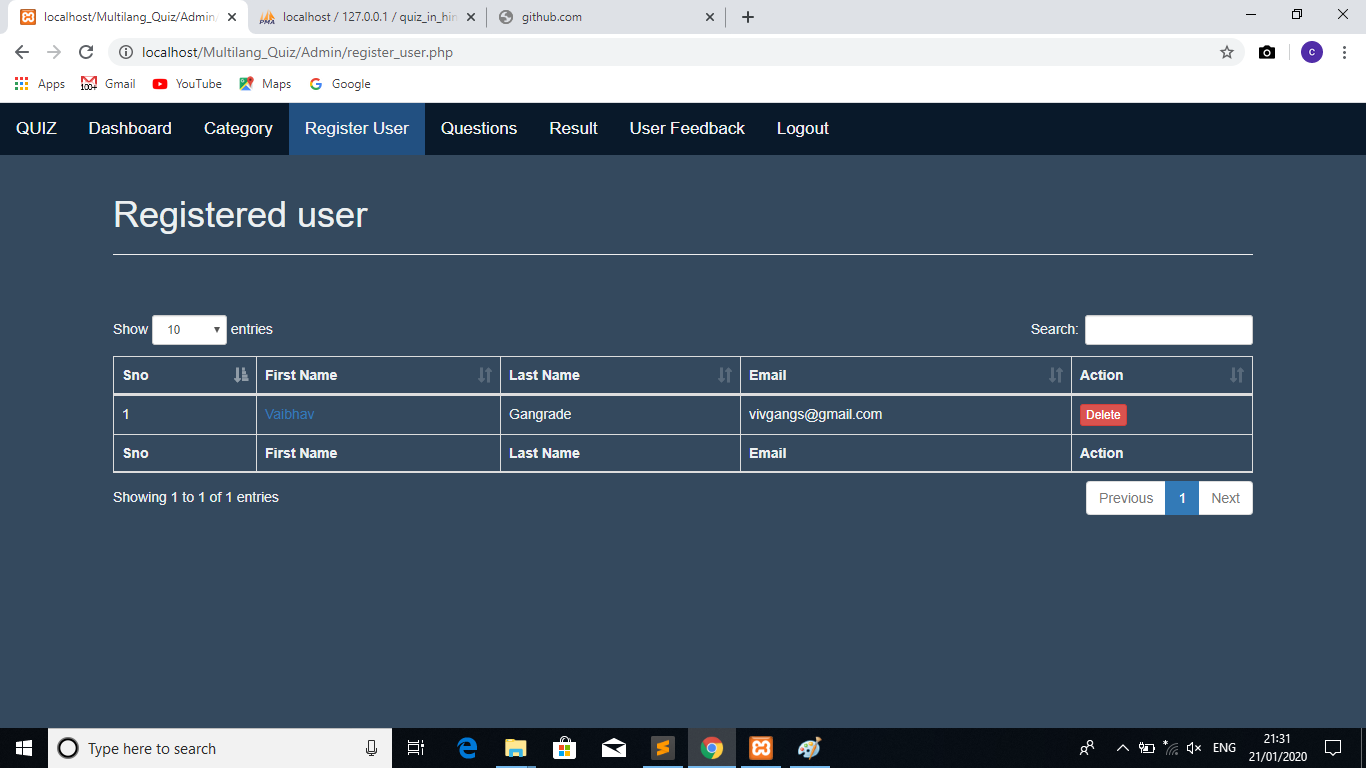 localhost/Multilang_Quiz/Admin
localhost / 127.0.0.1 / quiz_in_hin
github.com
localhost/Multilang_Quiz/Admin/register_user.php
C
Apps
100+
Gmail
YouTube
Maps
Google
QUIZ
Dashboard
Category
Register User
Questions
Result
User Feedback
Logout
Registered user
Show 10 entries
Search:
Sno First Name Last Name Email Action
1 Vaibhav Gangrade vivgangs@gmail.com Delete
Sno First Name Last Name Email Action
Showing 1 to 1 of 1 entries
Previous 1 Next
Type here to search
ENG
21:31
21/01/2020